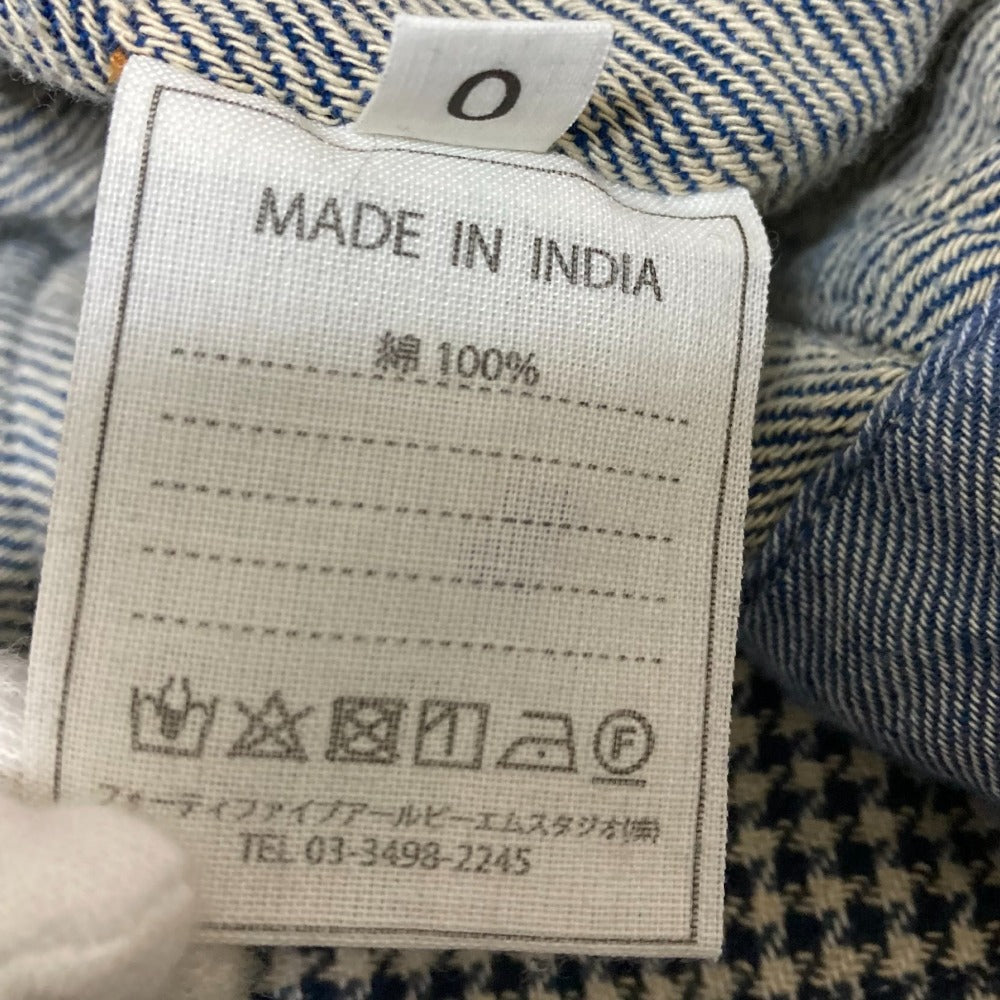 0
MADE IN INDIA
綿 100%
F
フォーティファイブアールピーエムスタジオ(株)
TEL 03-3498-2245